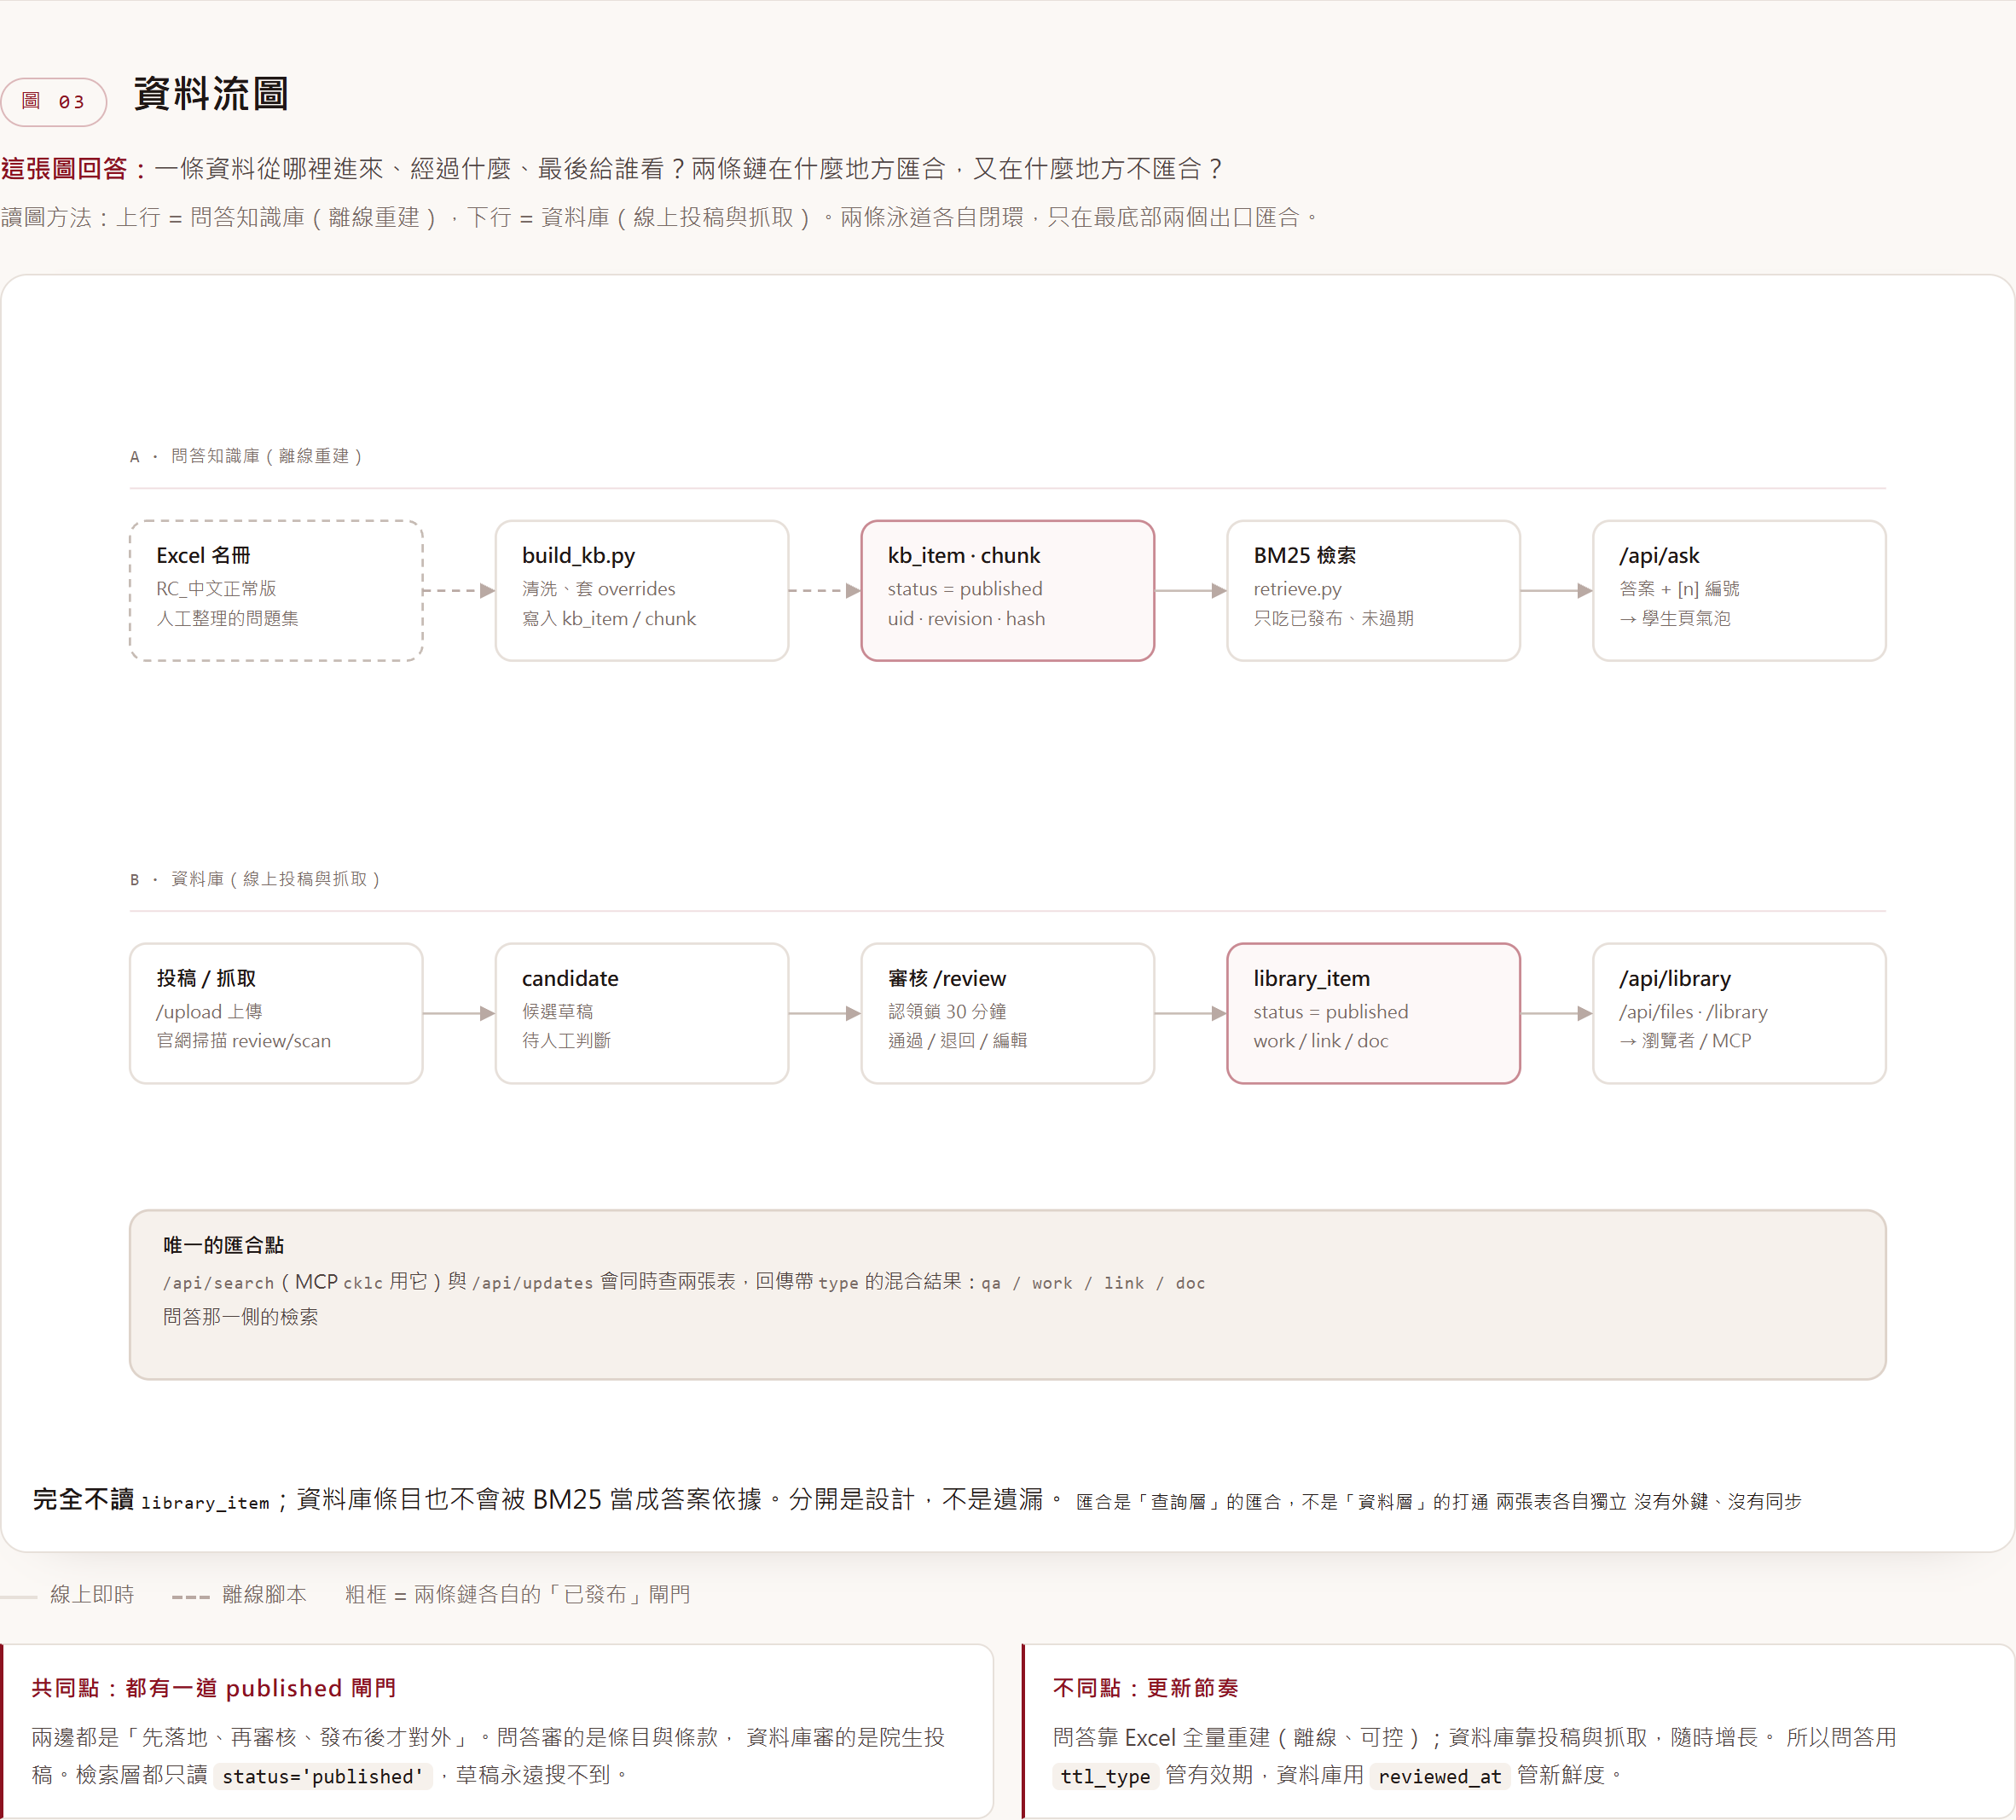 圖 03
資料流圖
這張圖回答：一條資料從哪裡進來、經過什麼、最後給誰看？兩條鏈在什麼地方匯合，又在什麼地方不匯合？
讀圖方法：上行 = 問答知識庫（離線重建），下行 = 資料庫（線上投稿與抓取）。兩條泳道各自閉環，只在最底部兩個出口匯合。
A · 問答知識庫（離線重建）
Excel 名冊
RC_中文正常版
人工整理的問題集
build_kb.py
清洗、套 overrides
寫入 kb_item / chunk
kb_item · chunk
status = published
uid · revision · hash
BM25 檢索
retrieve.py
只吃已發布、未過期
/api/ask
答案 + [n] 編號
→ 學生頁氣泡
B · 資料庫（線上投稿與抓取）
投稿 / 抓取
/upload 上傳
官網掃描 review/scan
candidate
候選草稿
待人工判斷
審核 /review
認領鎖 30 分鐘
通過 / 退回 / 編輯
library_item
status = published
work / link / doc
/api/library
/api/files · /library
→ 瀏覽者 / MCP
唯一的匯合點
/api/search（MCP cklc 用它）與 /api/updates 會同時查兩張表，回傳帶 type 的混合結果：qa / work / link / doc
問答那一側的檢索
完全不讀 library_item；資料庫條目也不會被 BM25 當成答案依據。分開是設計，不是遺漏。 匯合是「查詢層」的匯合，不是「資料層」的打通 兩張表各自獨立 沒有外鍵、沒有同步
線上即時 離線腳本 粗框 = 兩條鏈各自的「已發布」閘門
共同點：都有一道 published 閘門
兩邊都是「先落地、再審核、發布後才對外」。問答審的是條目與條款， 資料庫審的是院生投
稿。檢索層都只讀 status='published'，草稿永遠搜不到。
不同點：更新節奏
問答靠 Excel 全量重建（離線、可控）；資料庫靠投稿與抓取，隨時增長。 所以問答用
ttl_type 管有效期，資料庫用 reviewed_at 管新鮮度。